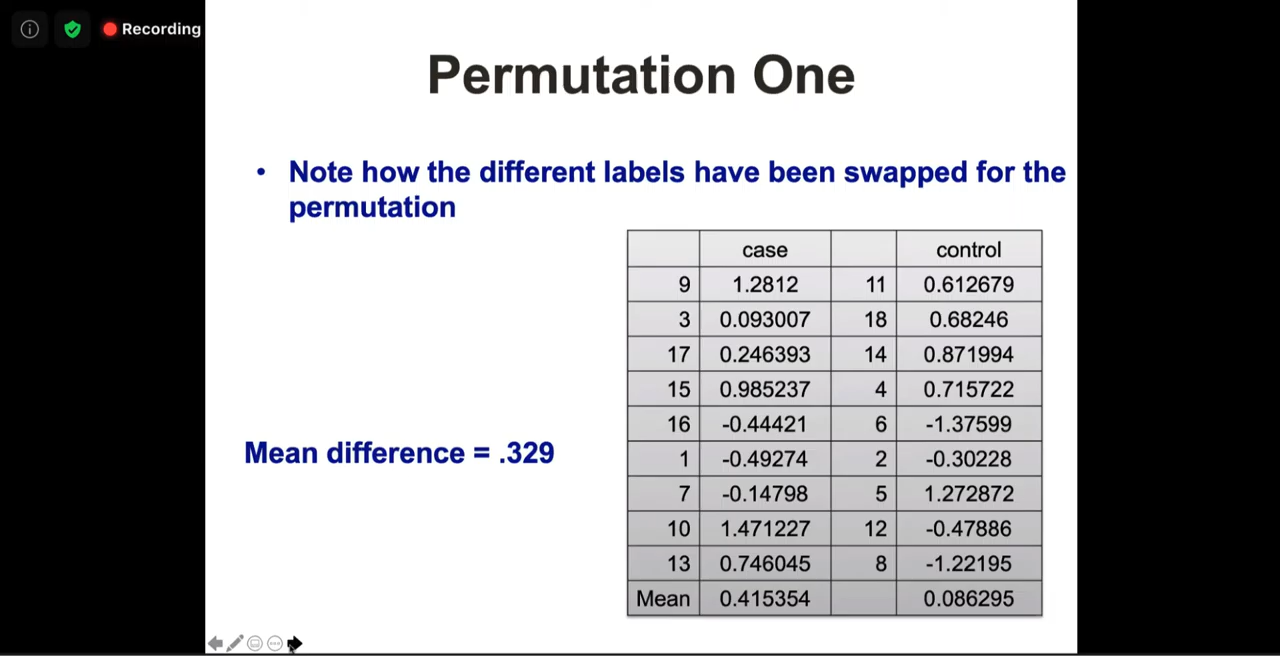 Recording
Permutation One
• Note how the different labels have been swapped for the
permutation
case control
9 1.2812 11 0.612679
3 0.093007 18 0.68246
17 0.246393 14 0.871994
15 0.985237 4 0.715722
16 -0.44421 6 -1.37599
1 -0.49274 2 -0.30228
7 -0.14798 5 1.272872
10 1.471227 12 -0.47886
13 0.746045 8 -1.22195
Mean 0.415354 0.086295
Mean difference = .329